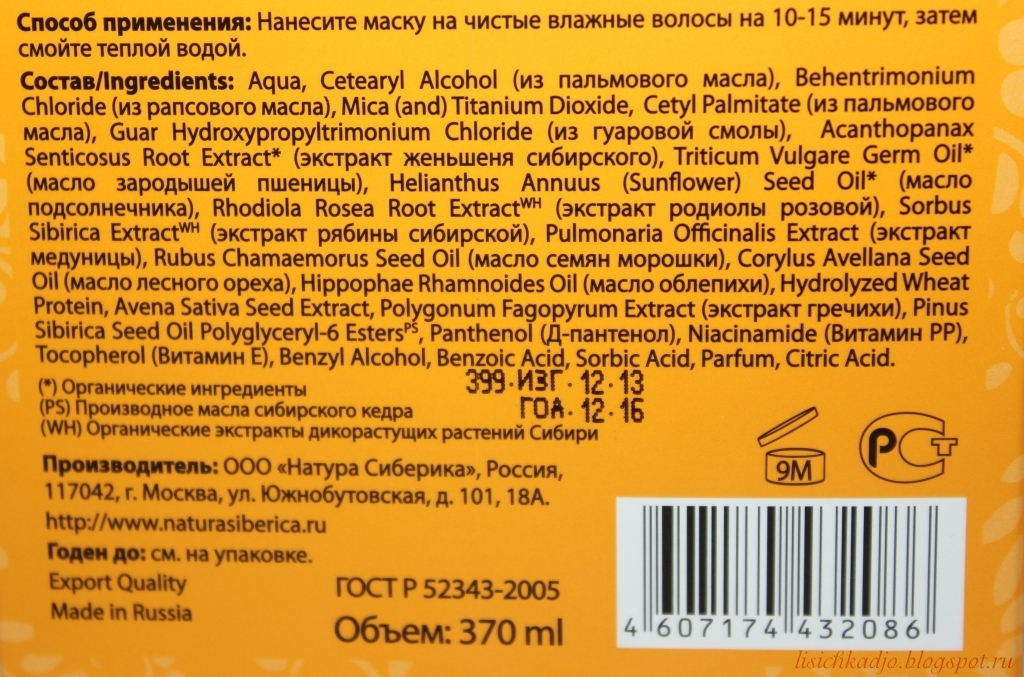 Способ применения: Нанесите маску на чистые влажные волосы на 10-15 минут, затем
смойте теплой водой.
Состав/Ingredients: Aqua, Cetearyl Alcohol (из пальмового масла), Behentrimonium
Chloride (из рапсового масла), Mica (and) Titanium Dioxide, Cetyl Palmitate (из пальмового
масла), Guar Hydroxypropyltrimonium Chloride (из гуаровой смолы), Acanthopanax
Senticosus Root Extract* (экстракт женьшеня сибирского), Triticum Vulgare Germ Oil*
(масло зародышей пшеницы), Helianthus Annuus (Sunflower) Seed Oil* (масло
подсолнечника), Rhodiola Rosea Root Extractᵂᴴ (экстракт родиолы розовой), Sorbus
Sibirica Extractᵂᴴ (экстракт рябины сибирской), Pulmonaria Officinalis Extract (экстракт
медуницы), Rubus Chamaemorus Seed Oil (масло семян морошки), Corylus Avellana Seed
Oil (масло лесного ореха), Hippophae Rhamnoides Oil (масло облепихи), Hydrolyzed Wheat
Protein, Avena Sativa Seed Extract, Polygonum Fagopyrum Extract (экстракт гречихи), Pinus
Sibirica Seed Oil Polyglyceryl-6 Estersᴾˢ, Panthenol (Д-пантенол), Niacinamide (Витамин РР),
Tocopherol (Витамин Е), Benzyl Alcohol, Benzoic Acid, Sorbic Acid, Parfum, Citric Acid.
(*) Органические ингредиенты
(PS) Производное масла сибирского кедра
(WH) Органические экстракты дикорастущих растений Сибири
399·ИЗГ·12·13
ГОА·12·16
9M
РСТ
Производитель: ООО «Натура Сиберика», Россия,
117042, г. Москва, ул. Южнобутовская, д. 101, 18А.
http://www.naturasiberica.ru
Годен до: см. на упаковке.
Export Quality
Made in Russia
ГОСТ Р 52343-2005
Объем: 370 ml
4 607174 432086
lisichkadjo.blogspot.ru